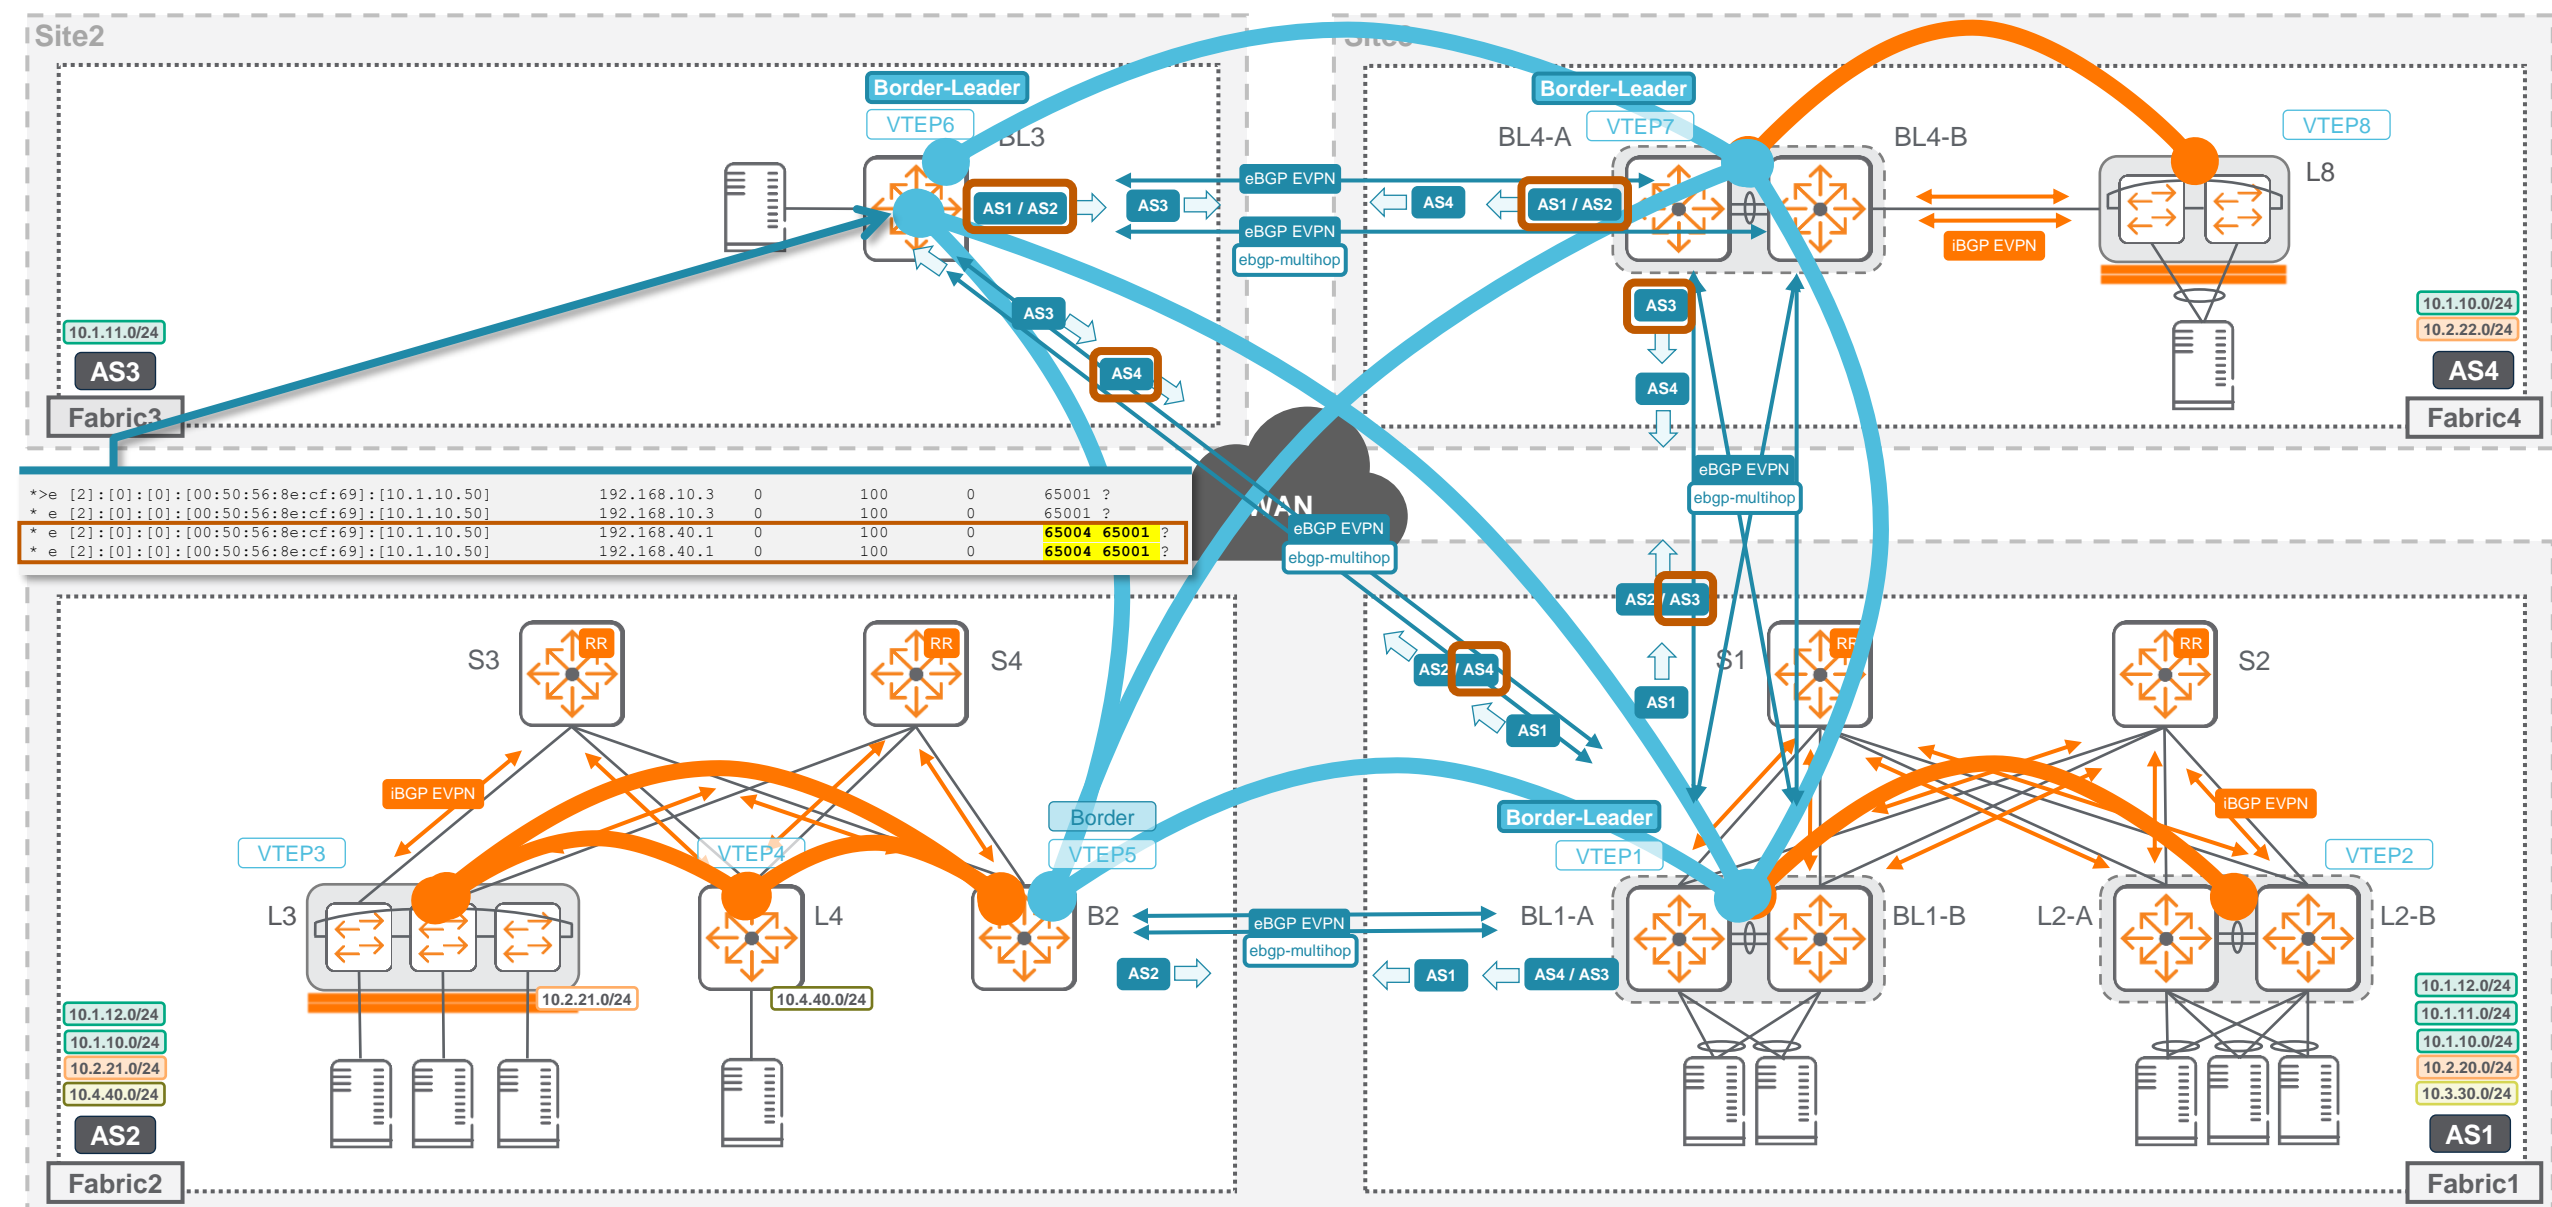 Site2
Border-Leader
VTEP6
BL3
AS1 / AS2
AS3
eBGP EVPN
eBGP EVPN
ebgp-multihop
AS4
AS1 / AS2
Border-Leader
VTEP7
BL4-A
BL4-B
iBGP EVPN
VTEP8
L8
10.1.11.0/24
AS3
Fabric3
AS3
AS4
AS3
AS4
10.1.10.0/24
10.2.22.0/24
AS4
Fabric4
*>e [2]:[0]:[0]:[00:50:56:8e:cf:69]:[10.1.10.50] 192.168.10.3 0 100 0 65001 ?
* e [2]:[0]:[0]:[00:50:56:8e:cf:69]:[10.1.10.50] 192.168.10.3 0 100 0 65001 ?
* e [2]:[0]:[0]:[00:50:56:8e:cf:69]:[10.1.10.50] 192.168.40.1 0 100 0 65004 65001 ?
* e [2]:[0]:[0]:[00:50:56:8e:cf:69]:[10.1.10.50] 192.168.40.1 0 100 0 65004 65001 ?
WAN
eBGP EVPN
ebgp-multihop
eBGP EVPN
ebgp-multihop
AS2 / AS3
AS1
AS2 / AS4
AS1
S3
RR
RR
S4
iBGP EVPN
VTEP3
VTEP4
Border
VTEP5
L3
L4
B2
10.2.21.0/24
10.4.40.0/24
10.1.12.0/24
10.1.10.0/24
10.2.21.0/24
10.4.40.0/24
AS2
Fabric2
eBGP EVPN
ebgp-multihop
AS2
AS1
AS4 / AS3
S1
RR
RR
S2
iBGP EVPN
Border-Leader
VTEP1
VTEP2
BL1-A
BL1-B
L2-A
L2-B
10.1.12.0/24
10.1.11.0/24
10.1.10.0/24
10.2.20.0/24
10.3.30.0/24
AS1
Fabric1